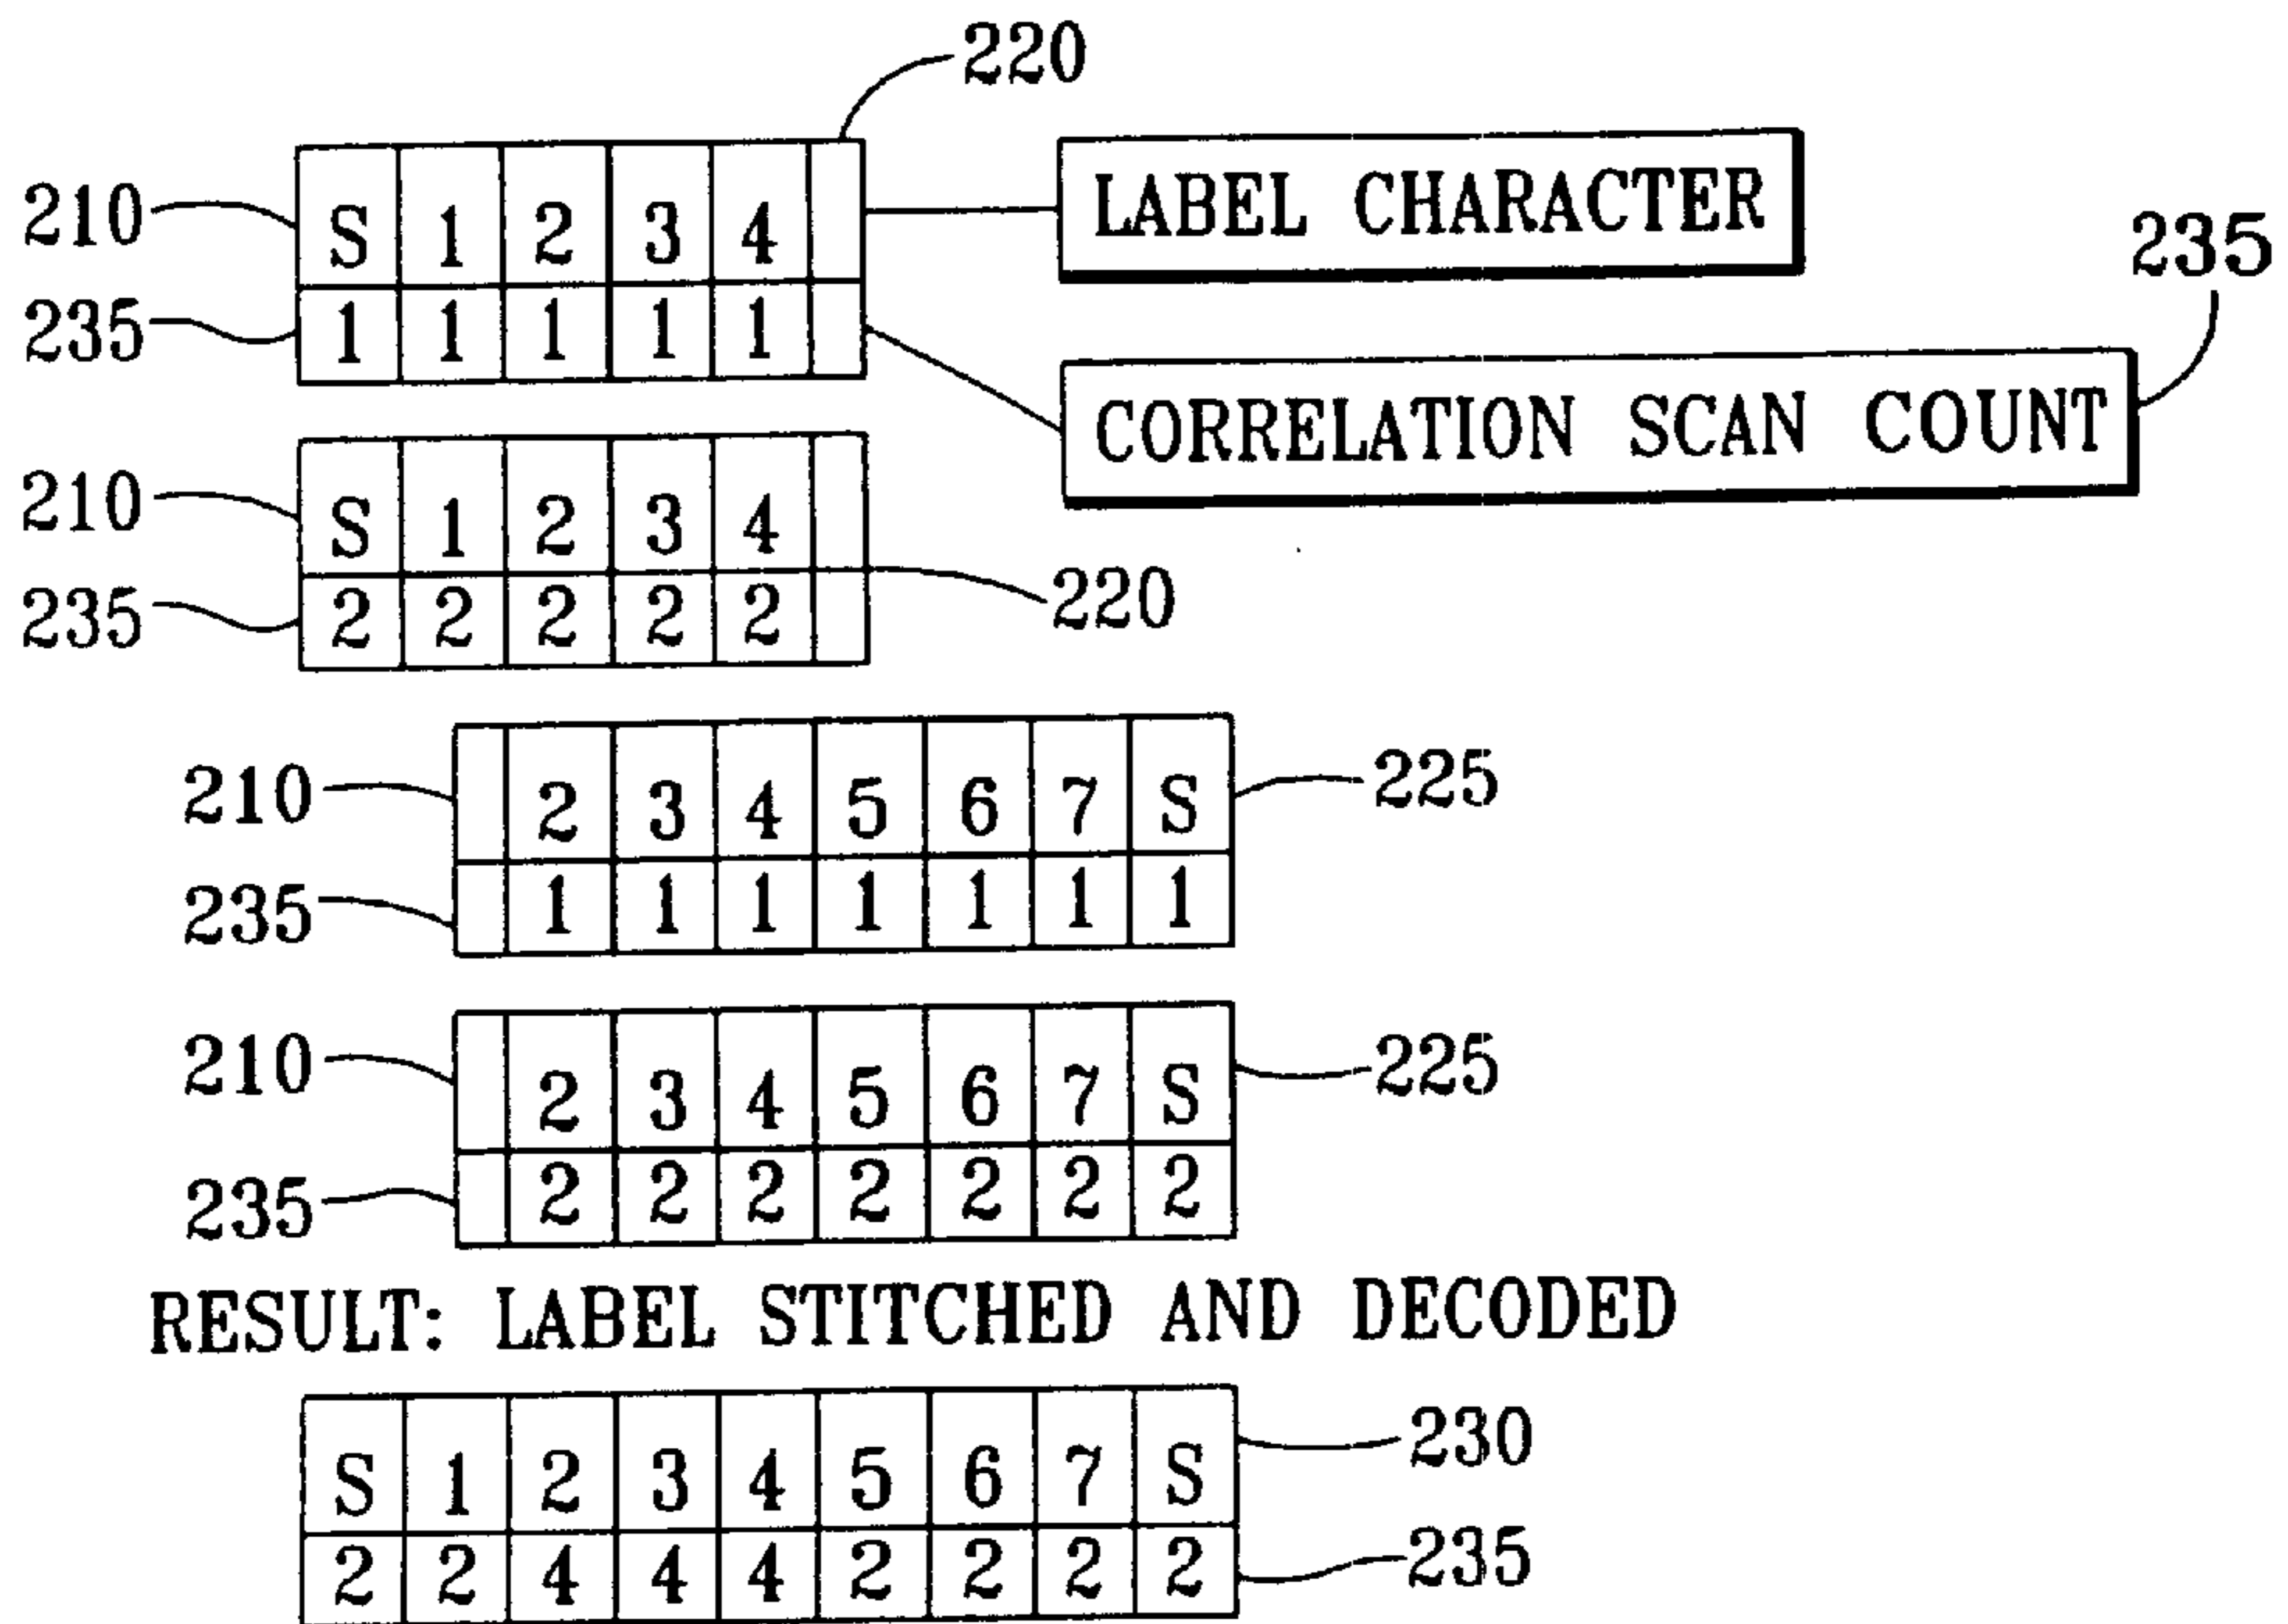 220
210 S 1 2 3 4 LABEL CHARACTER
235 1 1 1 1 1 235
CORRELATION SCAN COUNT
210 S 1 2 3 4
235 2 2 2 2 2 220
210 2 3 4 5 6 7 S 225
235 1 1 1 1 1 1 1
210 2 3 4 5 6 7 S 225
235 2 2 2 2 2 2 2
RESULT: LABEL STITCHED AND DECODED
S 1 2 3 4 5 6 7 S 230
2 2 4 4 4 2 2 2 2 235